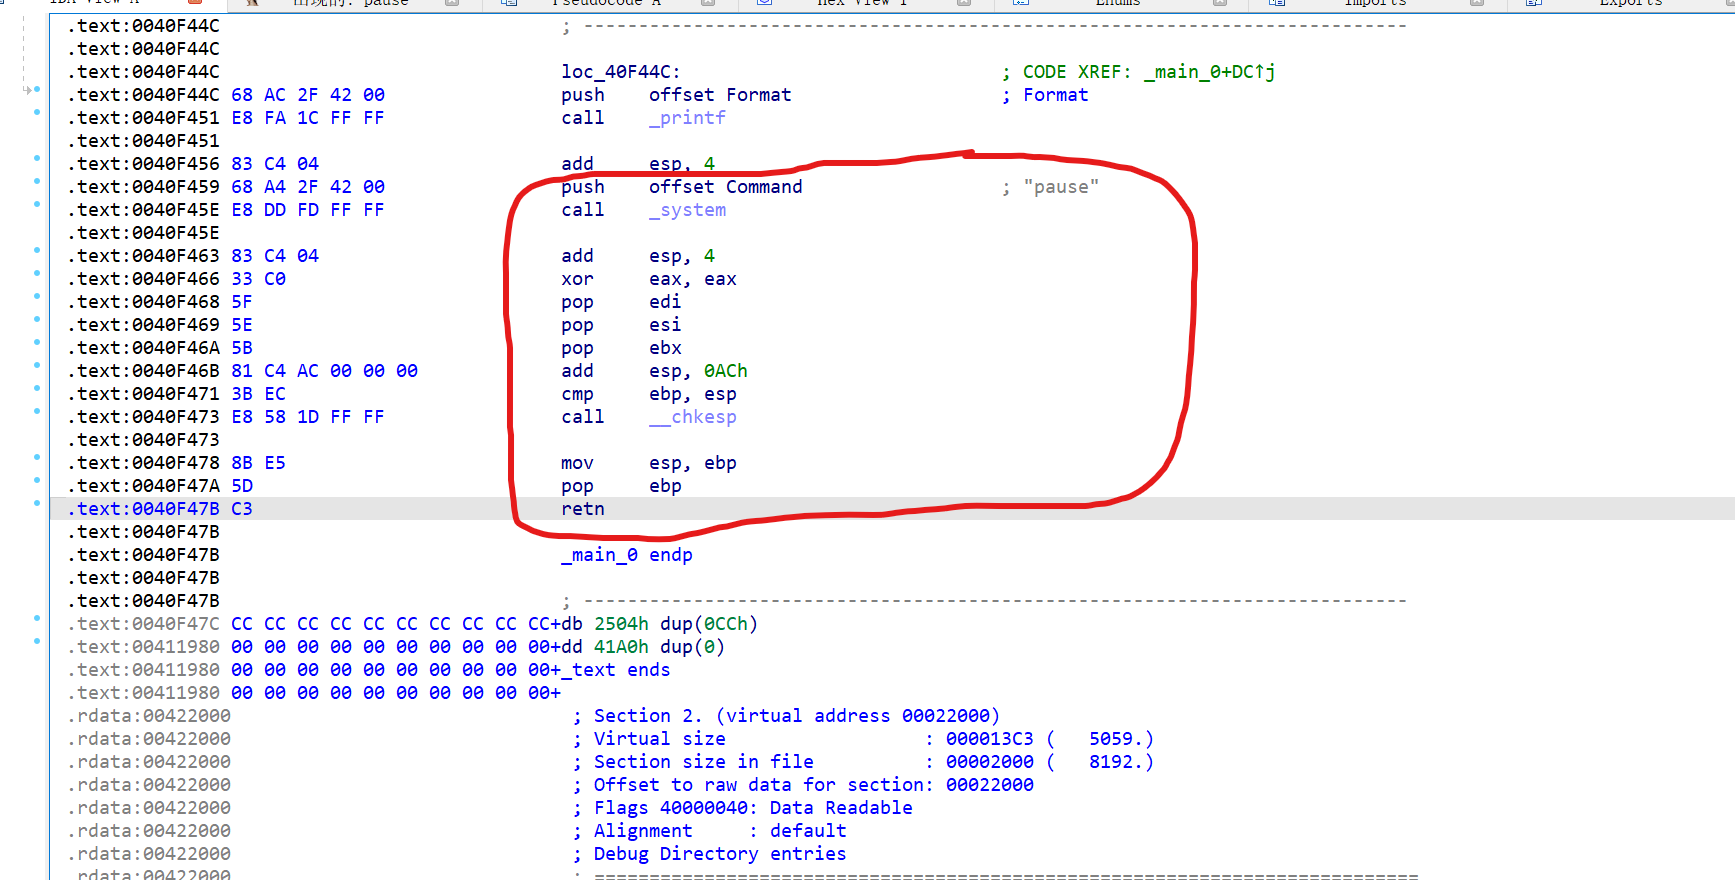 IDA View-A 出现的: pause Pseudocode A Hex View 1 Enums Imports Exports
.text:0040F44C ; ---------------------------------------------------------------------------
.text:0040F44C
.text:0040F44C loc_40F44C: ; CODE XREF: _main_0+DC↑j
.text:0040F44C 68 AC 2F 42 00 push offset Format ; Format
.text:0040F451 E8 FA 1C FF FF call _printf
.text:0040F451
.text:0040F456 83 C4 04 add esp, 4
.text:0040F459 68 A4 2F 42 00 push offset Command ; "pause"
.text:0040F45E E8 DD FD FF FF call _system
.text:0040F45E
.text:0040F463 83 C4 04 add esp, 4
.text:0040F466 33 C0 xor eax, eax
.text:0040F468 5F pop edi
.text:0040F469 5E pop esi
.text:0040F46A 5B pop ebx
.text:0040F46B 81 C4 AC 00 00 00 add esp, 0ACh
.text:0040F471 3B EC cmp ebp, esp
.text:0040F473 E8 58 1D FF FF call __chkesp
.text:0040F473
.text:0040F478 8B E5 mov esp, ebp
.text:0040F47A 5D pop ebp
.text:0040F47B C3 retn
.text:0040F47B
.text:0040F47B _main_0 endp
.text:0040F47B
.text:0040F47B ; ---------------------------------------------------------------------------
.text:0040F47C CC CC CC CC CC CC CC CC CC CC+db 2504h dup(0CCh)
.text:00411980 00 00 00 00 00 00 00 00 00 00+dd 41A0h dup(0)
.text:00411980 00 00 00 00 00 00 00 00 00 00+_text ends
.text:00411980 00 00 00 00 00 00 00 00 00 00+
.rdata:00422000 ; Section 2. (virtual address 00022000)
.rdata:00422000 ; Virtual size : 000013C3 ( 5059.)
.rdata:00422000 ; Section size in file : 00002000 ( 8192.)
.rdata:00422000 ; Offset to raw data for section: 00022000
.rdata:00422000 ; Flags 40000040: Data Readable
.rdata:00422000 ; Alignment : default
.rdata:00422000 ; Debug Directory entries
.rdata:00422000 ; ===========================================================================